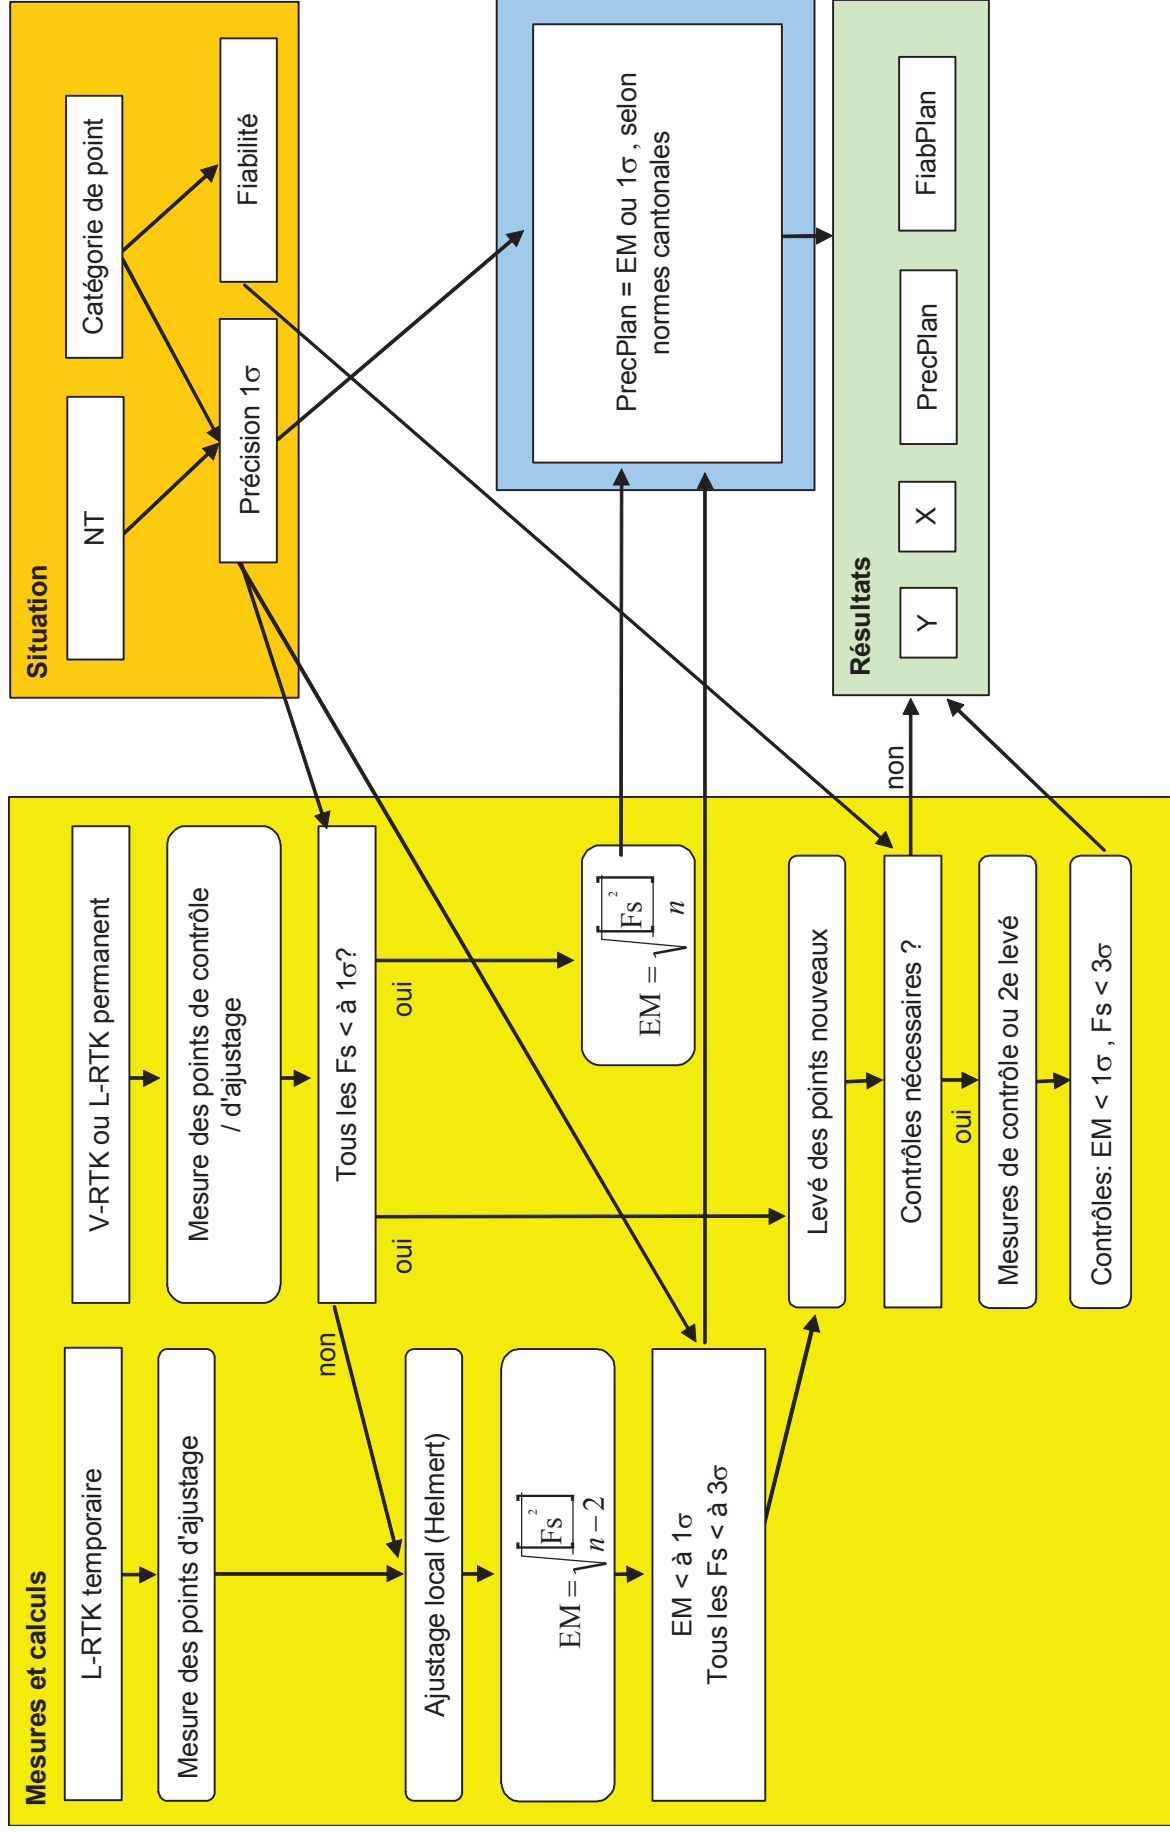 Mesures et calculs
L-RTK temporaire
Mesure des points d'ajustage
Ajustage local (Helmert)
EM = √[Fs²] / n – 2
EM < à 1σ
Tous les Fs < à 3σ
V-RTK ou L-RTK permanent
Mesure des points de contrôle
/ d'ajustage
Tous les Fs < à 1σ?
non
oui
oui
EM = √[Fs²] / n
Levé des points nouveaux
Contrôles nécessaires ?
non
oui
Mesures de contrôle ou 2e levé
Contrôles: EM < 1σ , Fs < 3σ
Situation
NT
Catégorie de point
Précision 1σ
Fiabilité
PrecPlan = EM ou 1σ , selon
normes cantonales
Résultats
Y
X
PrecPlan
FiabPlan